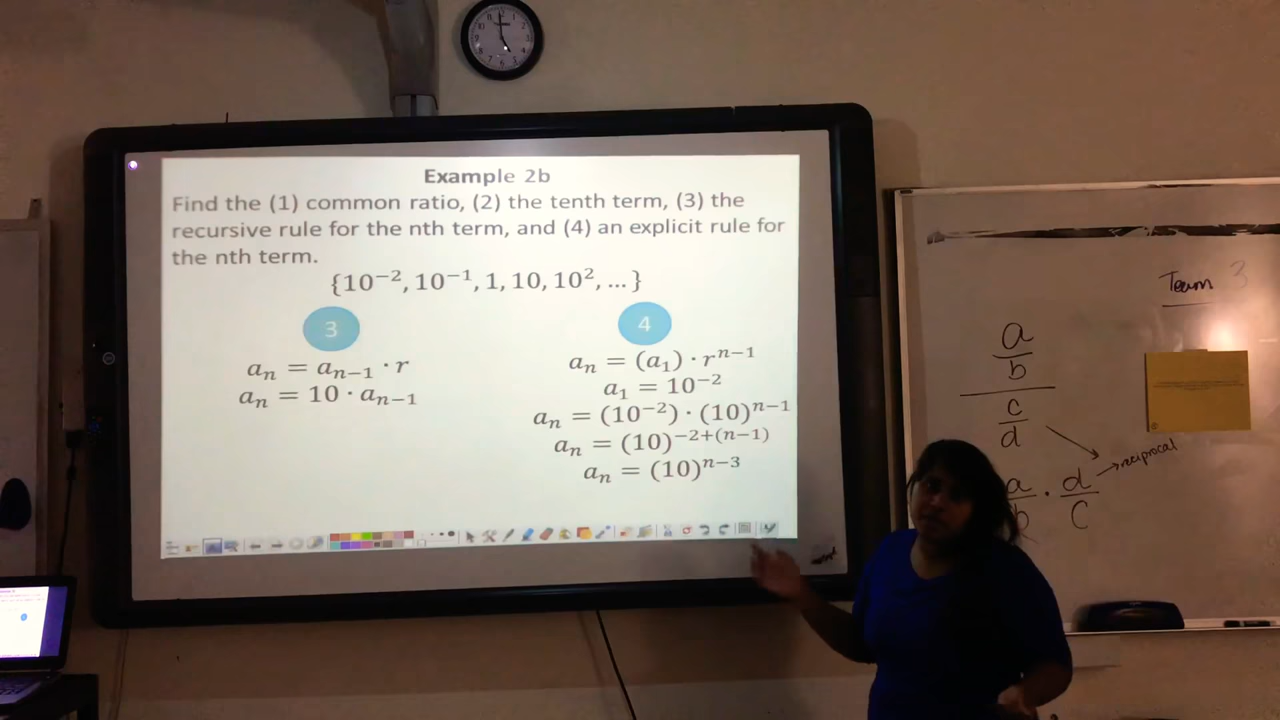 Example 2b
Find the (1) common ratio, (2) the tenth term, (3) the
recursive rule for the nth term, and (4) an explicit rule for
the nth term.
{10⁻², 10⁻¹, 1, 10, 10², ... }
3
aₙ = aₙ₋₁ · r
aₙ = 10 · aₙ₋₁
4
aₙ = (a₁) · rⁿ⁻¹
a₁ = 10⁻²
aₙ = (10⁻²) · (10)ⁿ⁻¹
aₙ = (10)⁻²⁺⁽ⁿ⁻¹⁾
aₙ = (10)ⁿ⁻³
Team 3
a
b
c
d
→reciprocal
a/b · d/c